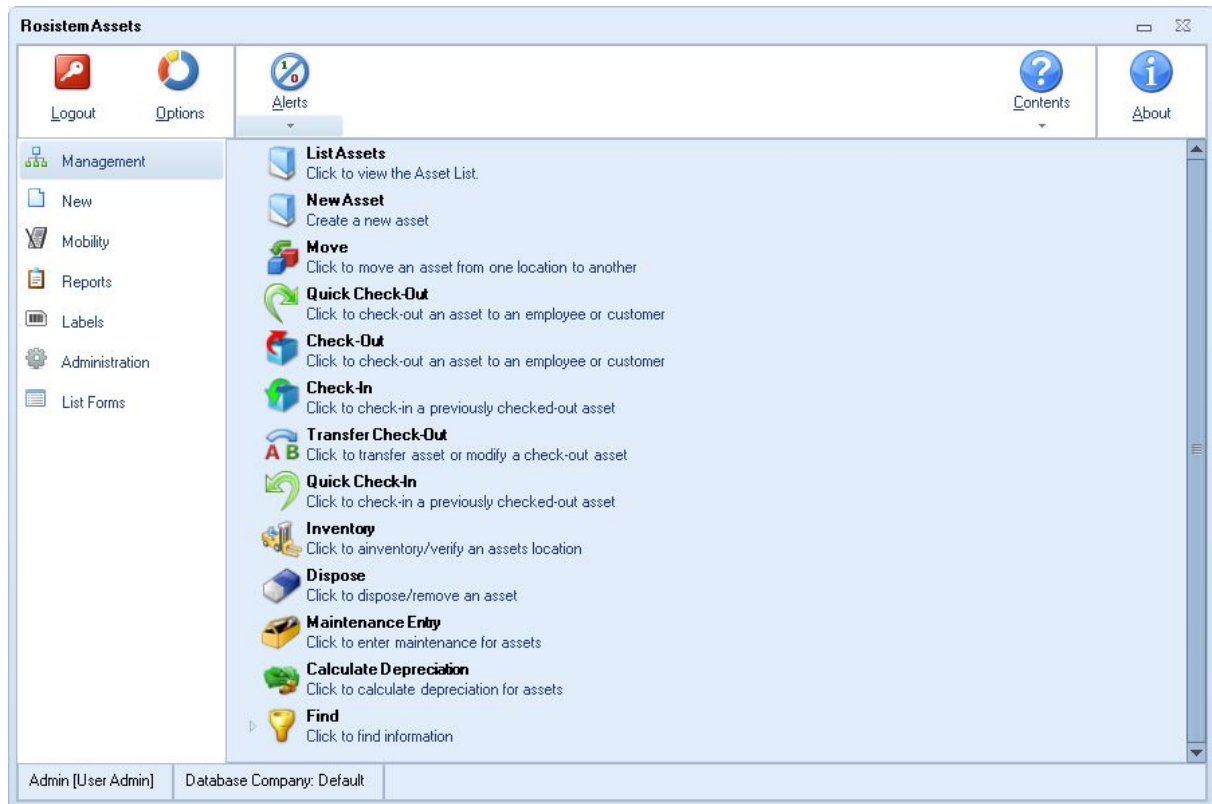 Rosistem Assets
Logout
Options
Alerts
Contents
About
Management
New
Mobility
Reports
Labels
Administration
List Forms
List Assets
Click to view the Asset List.
New Asset
Create a new asset
Move
Click to move an asset from one location to another
Quick Check-Out
Click to check-out an asset to an employee or customer
Check-Out
Click to check-out an asset to an employee or customer
Check-In
Click to check-in a previously checked-out asset
Transfer Check-Out
A B
Click to transfer asset or modify a check-out asset
Quick Check-In
Click to check-in a previously checked-out asset
Inventory
Click to ainventory/verify an assets location
Dispose
Click to dispose/remove an asset
Maintenance Entry
Click to enter maintenance for assets
Calculate Depreciation
Click to calculate depreciation for assets
Find
Click to find information
Admin [User Admin]
Database Company: Default